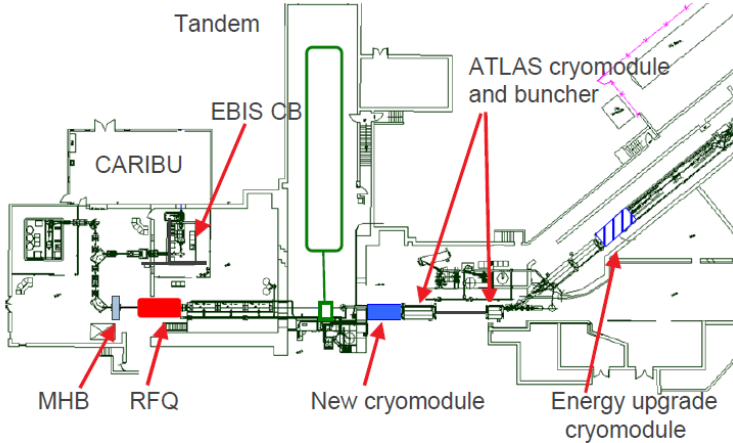 Tandem
ATLAS cryomodule
and buncher
EBIS CB
CARIBU
MHB
RFQ
New cryomodule
Energy upgrade
cryomodule